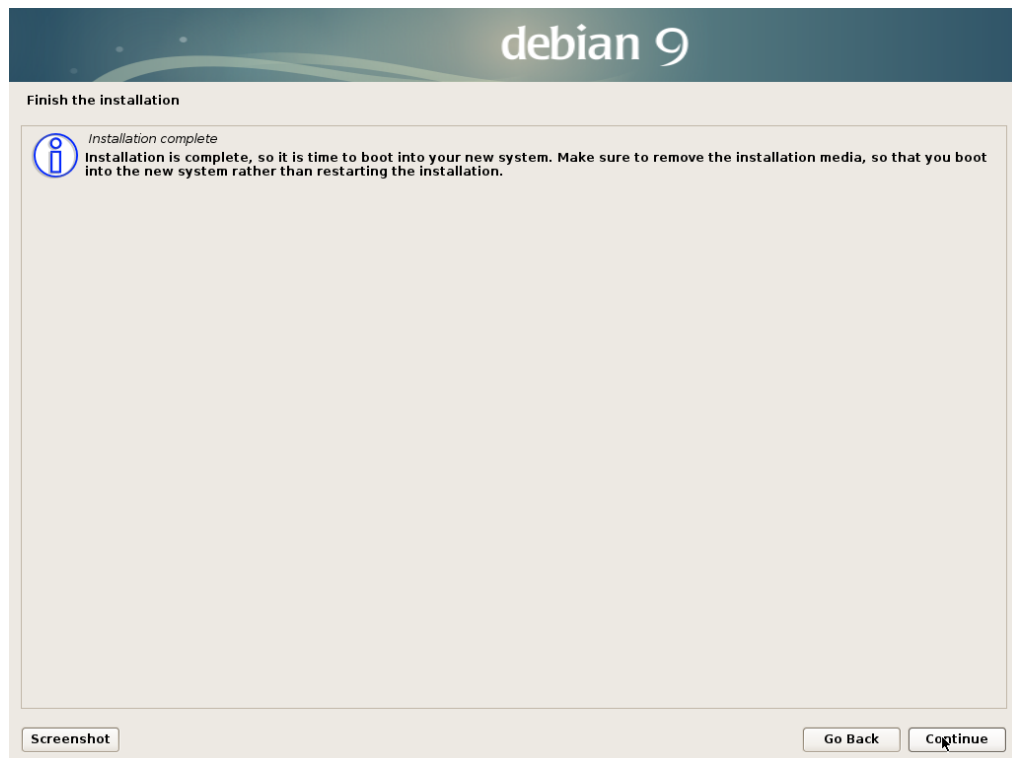 debian 9
Finish the installation
Installation complete
Installation is complete, so it is time to boot into your new system. Make sure to remove the installation media, so that you boot
into the new system rather than restarting the installation.
Screenshot
Go Back
Continue